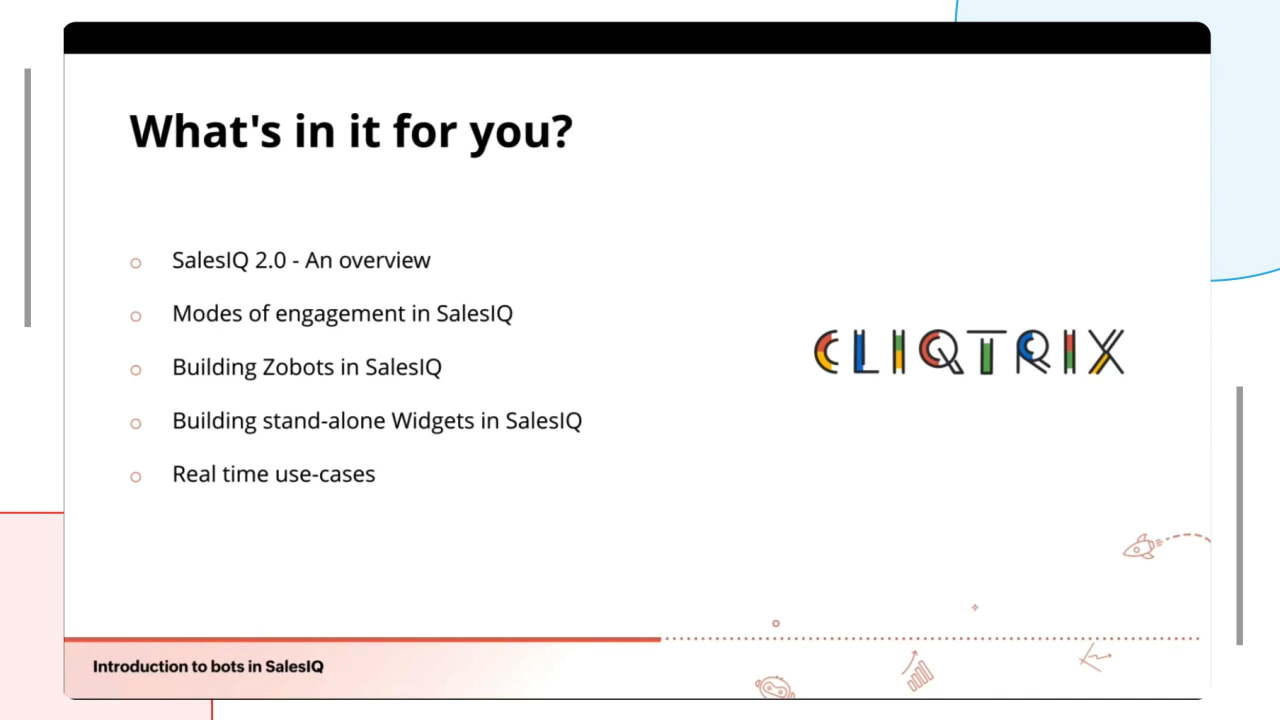 What's in it for you?
SalesIQ 2.0 - An overview
Modes of engagement in SalesIQ
Building Zobots in SalesIQ
Building stand-alone Widgets in SalesIQ
Real time use-cases
CLIQTRIX
Introduction to bots in SalesIQ